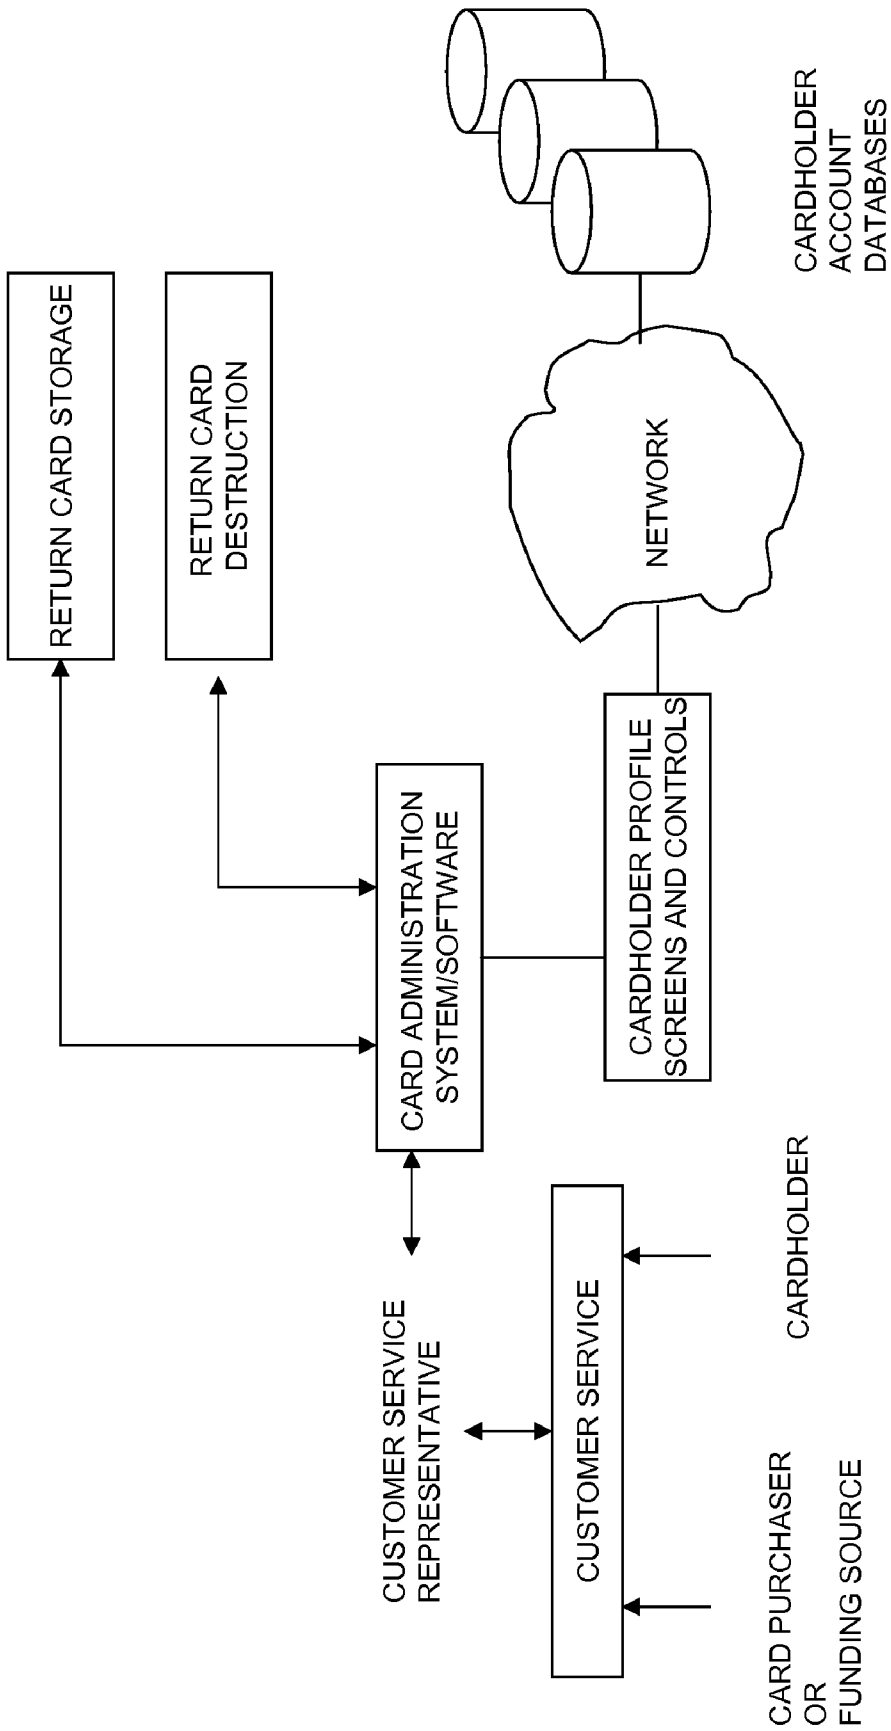 RETURN CARD STORAGE
RETURN CARD
DESTRUCTION
CUSTOMER SERVICE
REPRESENTATIVE
CARD ADMINISTRATION
SYSTEM/SOFTWARE
CUSTOMER SERVICE
CARDHOLDER PROFILE
SCREENS AND CONTROLS
NETWORK
CARD PURCHASER
OR
FUNDING SOURCE
CARDHOLDER
CARDHOLDER
ACCOUNT
DATABASES